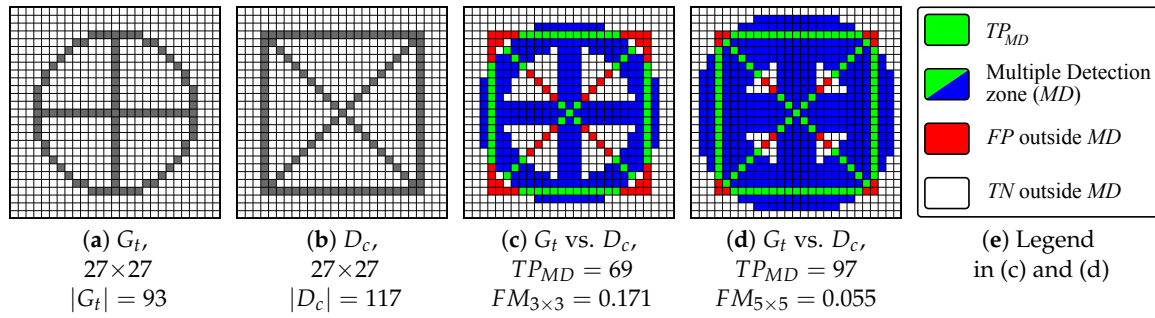 TP_MD
Multiple Detection
zone (MD)
FP outside MD
TN outside MD
(a) G_t,
27×27
|G_t| = 93
(b) D_c,
27×27
|D_c| = 117
(c) G_t vs. D_c,
TP_MD = 69
FM_3×3 = 0.171
(d) G_t vs. D_c,
TP_MD = 97
FM_5×5 = 0.055
(e) Legend
in (c) and (d)